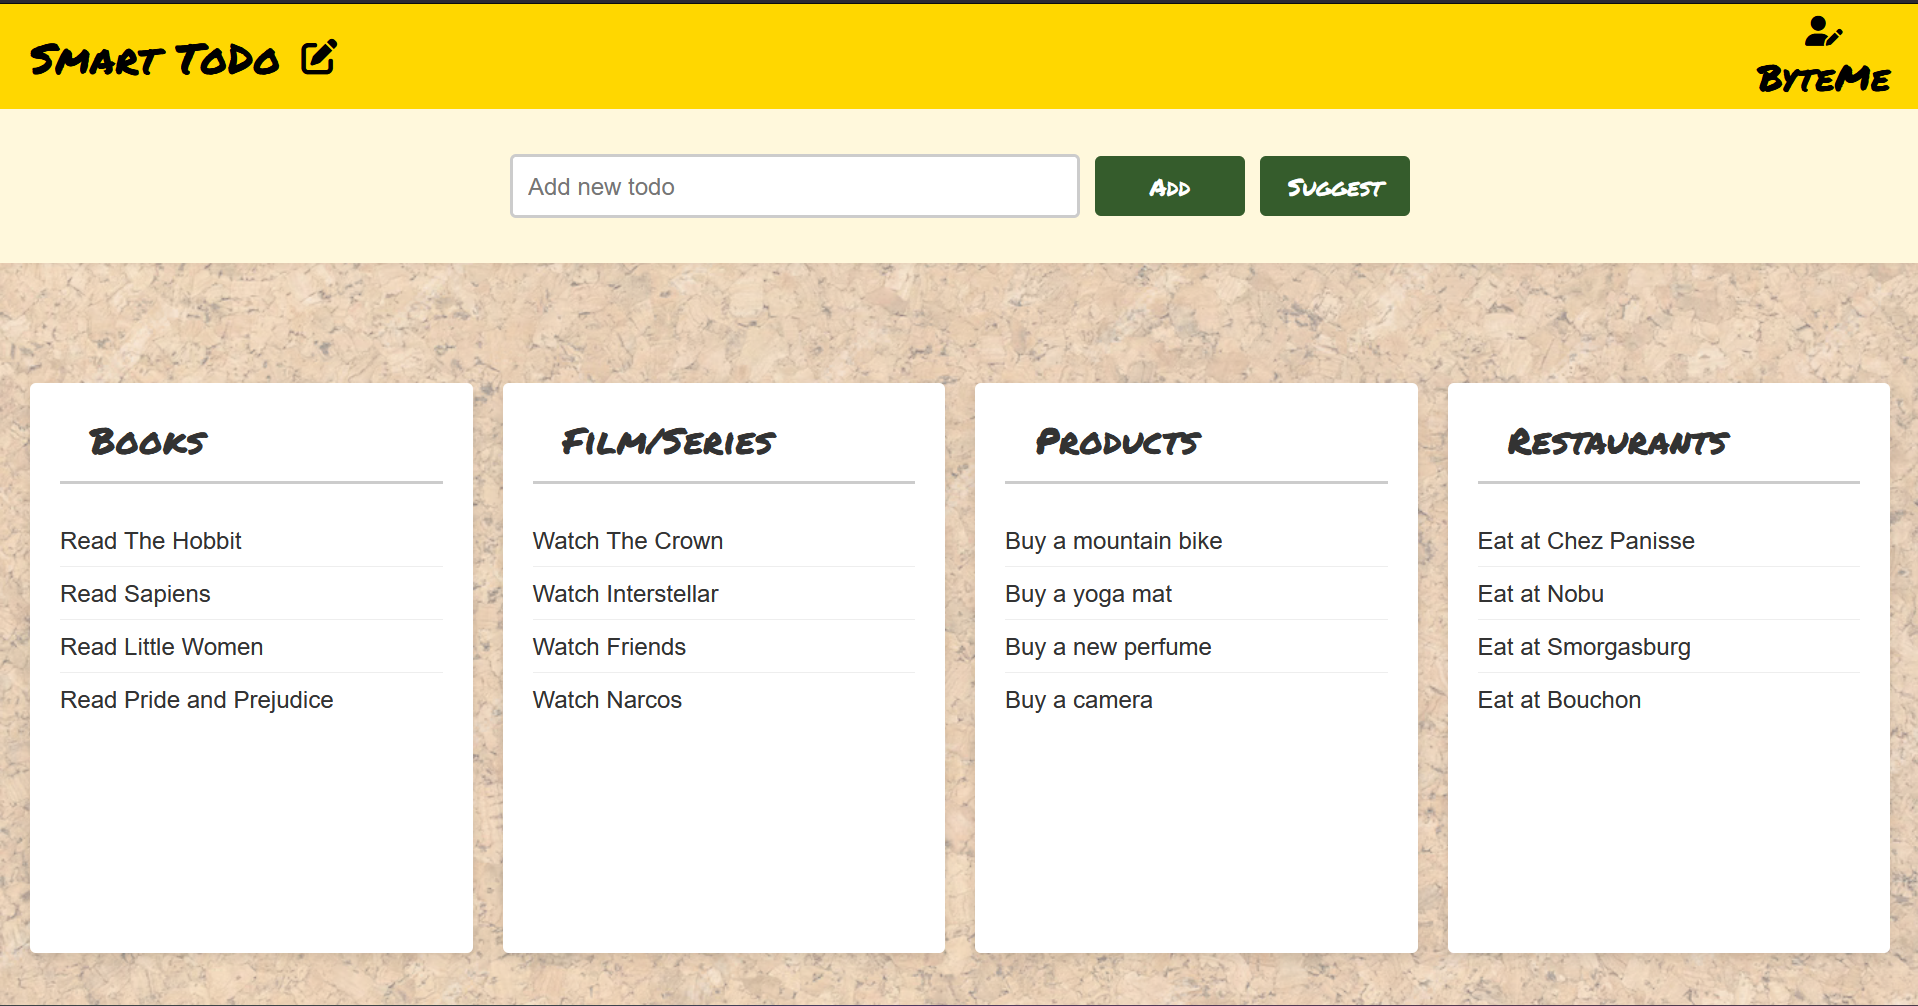 Smart ToDo
ByteMe
Add new todo
Add
Suggest
Books
Read The Hobbit
Read Sapiens
Read Little Women
Read Pride and Prejudice
Film/Series
Watch The Crown
Watch Interstellar
Watch Friends
Watch Narcos
Products
Buy a mountain bike
Buy a yoga mat
Buy a new perfume
Buy a camera
Restaurants
Eat at Chez Panisse
Eat at Nobu
Eat at Smorgasburg
Eat at Bouchon